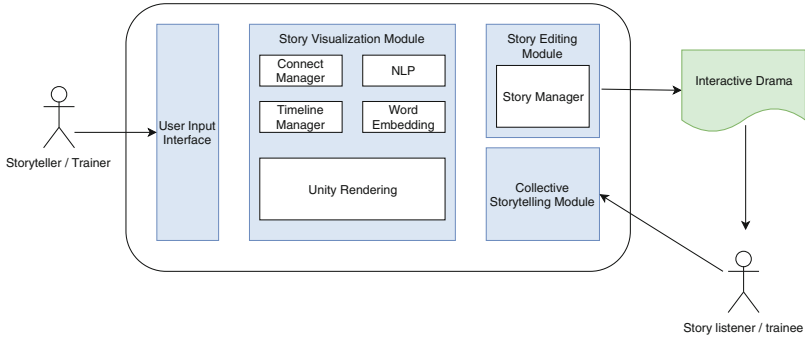 Story Visualization Module
Connect
Manager
NLP
Timeline
Manager
Word
Embedding
Unity Rendering
Story Editing
Module
Story Manager
Interactive Drama
User Input
Interface
Storyteller / Trainer
Collective
Storytelling Module
Story listener / trainee